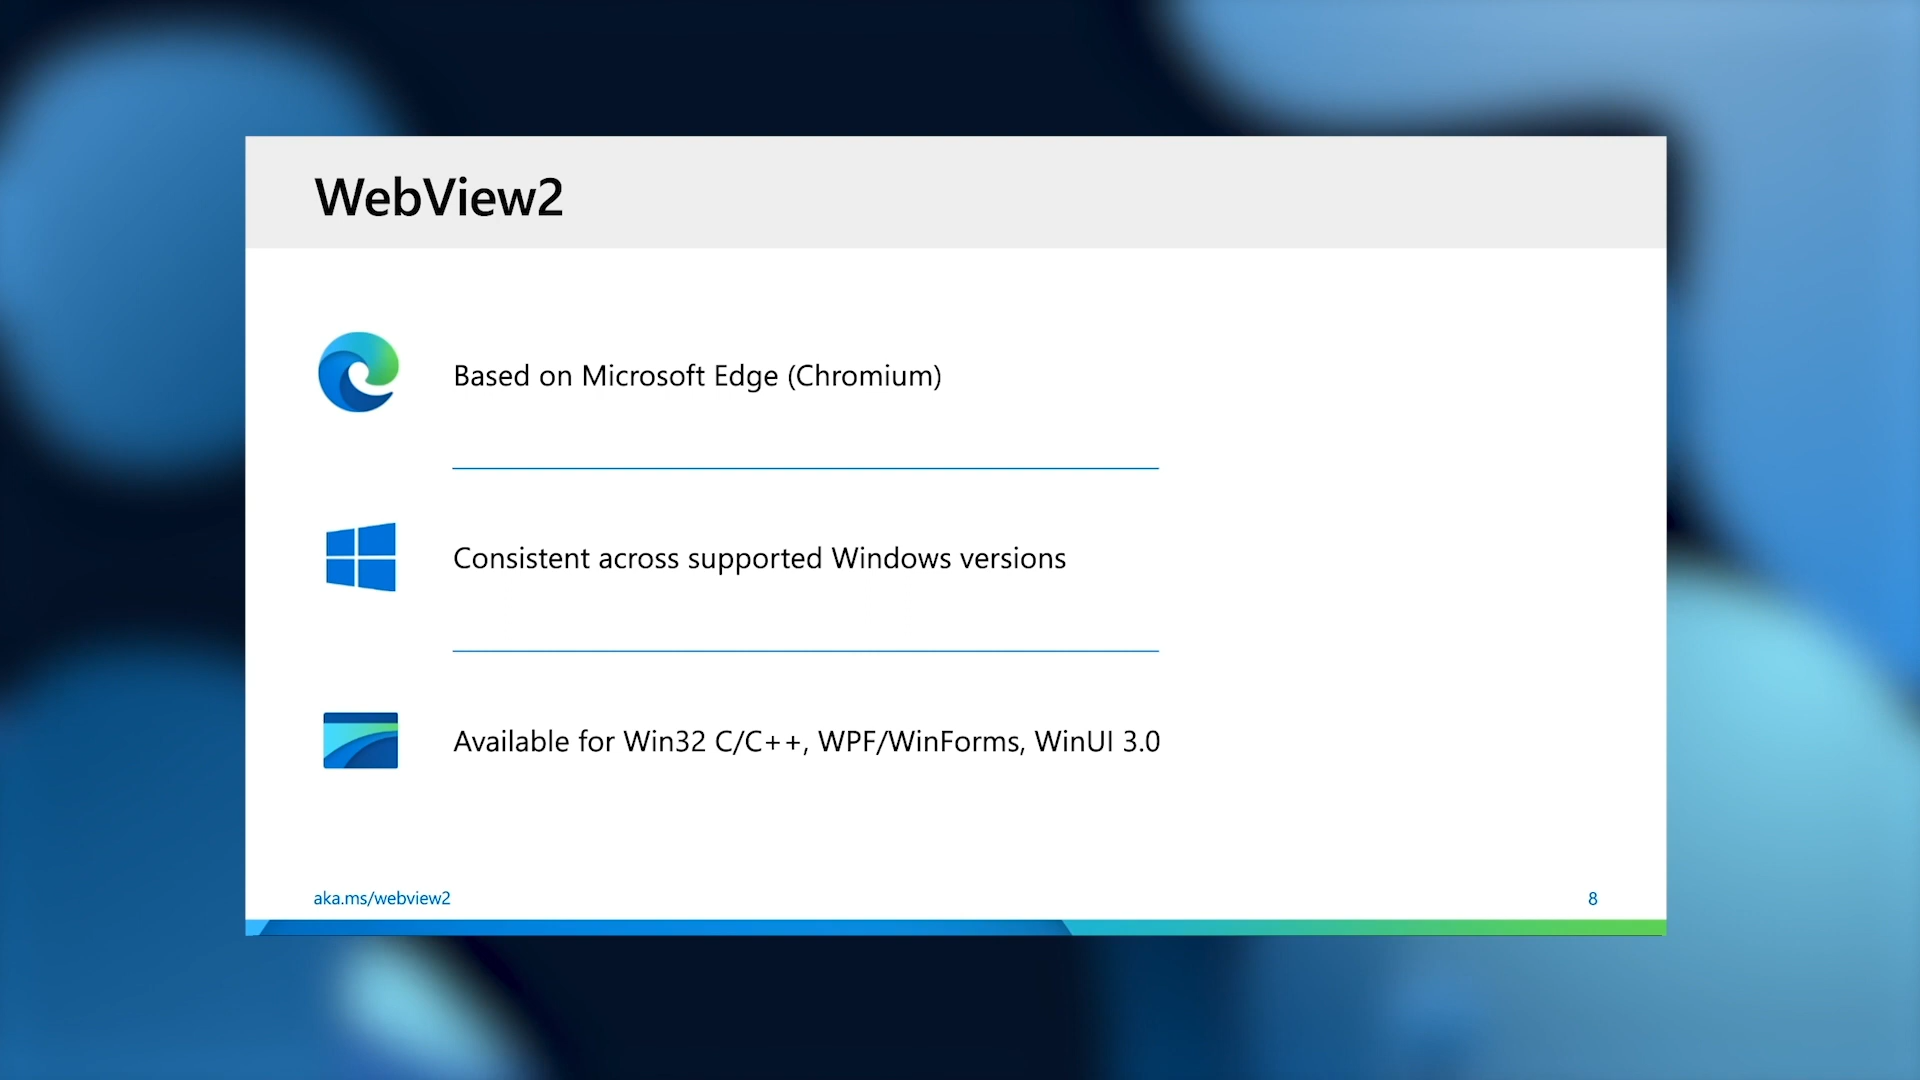 WebView2
Based on Microsoft Edge (Chromium)
Consistent across supported Windows versions
Available for Win32 C/C++, WPF/WinForms, WinUI 3.0
aka.ms/webview2
8